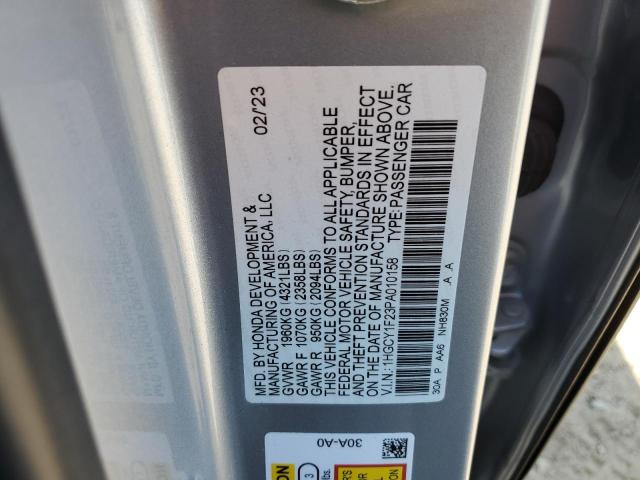 MFD. BY HONDA DEVELOPMENT &
MANUFACTURING OF AMERICA, LLC
02/'23
GVWR 1960KG (4321LBS)
GAWR F 1070KG (2358LBS)
GAWR R 950KG (2094LBS)
THIS VEHICLE CONFORMS TO ALL APPLICABLE
FEDERAL MOTOR VEHICLE SAFETY, BUMPER,
AND THEFT PREVENTION STANDARDS IN EFFECT
ON THE DATE OF MANUFACTURE SHOWN ABOVE.
V.I.N.:1HGCY1F23PA010158 TYPE:PASSENGER CAR
30A P AA6 NH830M .A .A
30A-A0
3